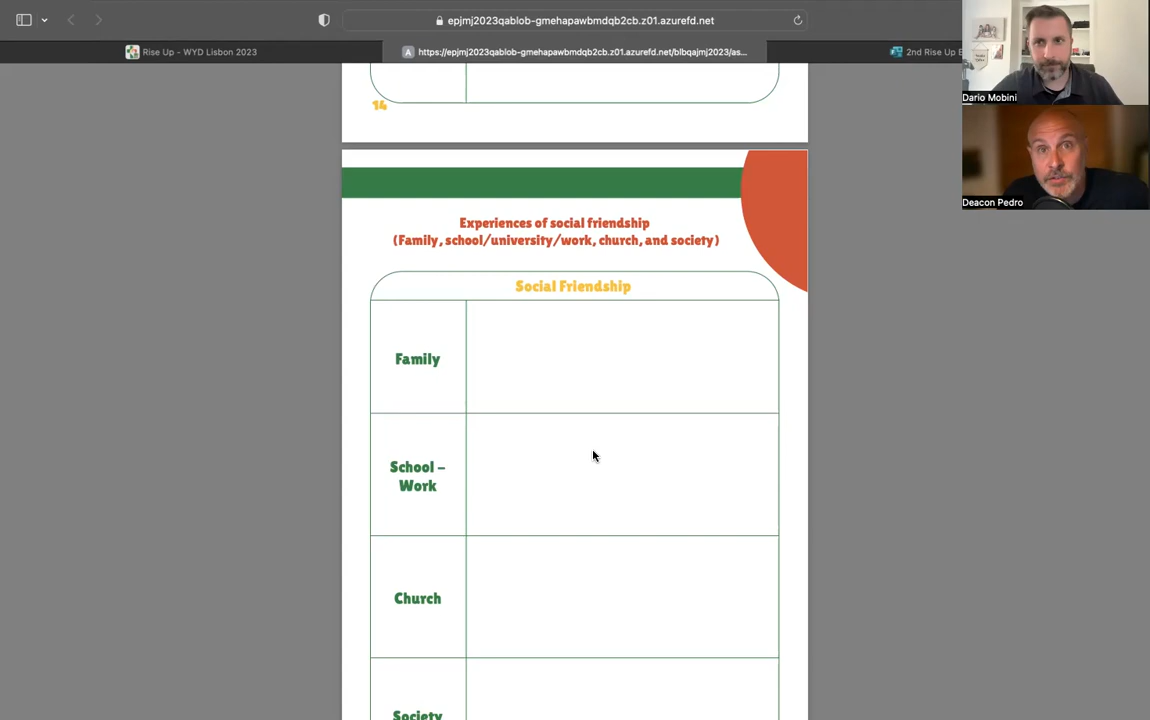 epjmj2023qablob-gmehapawbmdqb2cb.z01.azurefd.net
Rise Up - WYD Lisbon 2023
A https://epjmj2023qablob-gmehapawbmdqb2cb.z01.azurefd.net/blbqajmj2023/as...
2nd Rise Up
Dario Mobini
14
Deacon Pedro
Experiences of social friendship
(Family, school/university/work, church, and society)
Social Friendship
Family
School –
Work
Church
Society